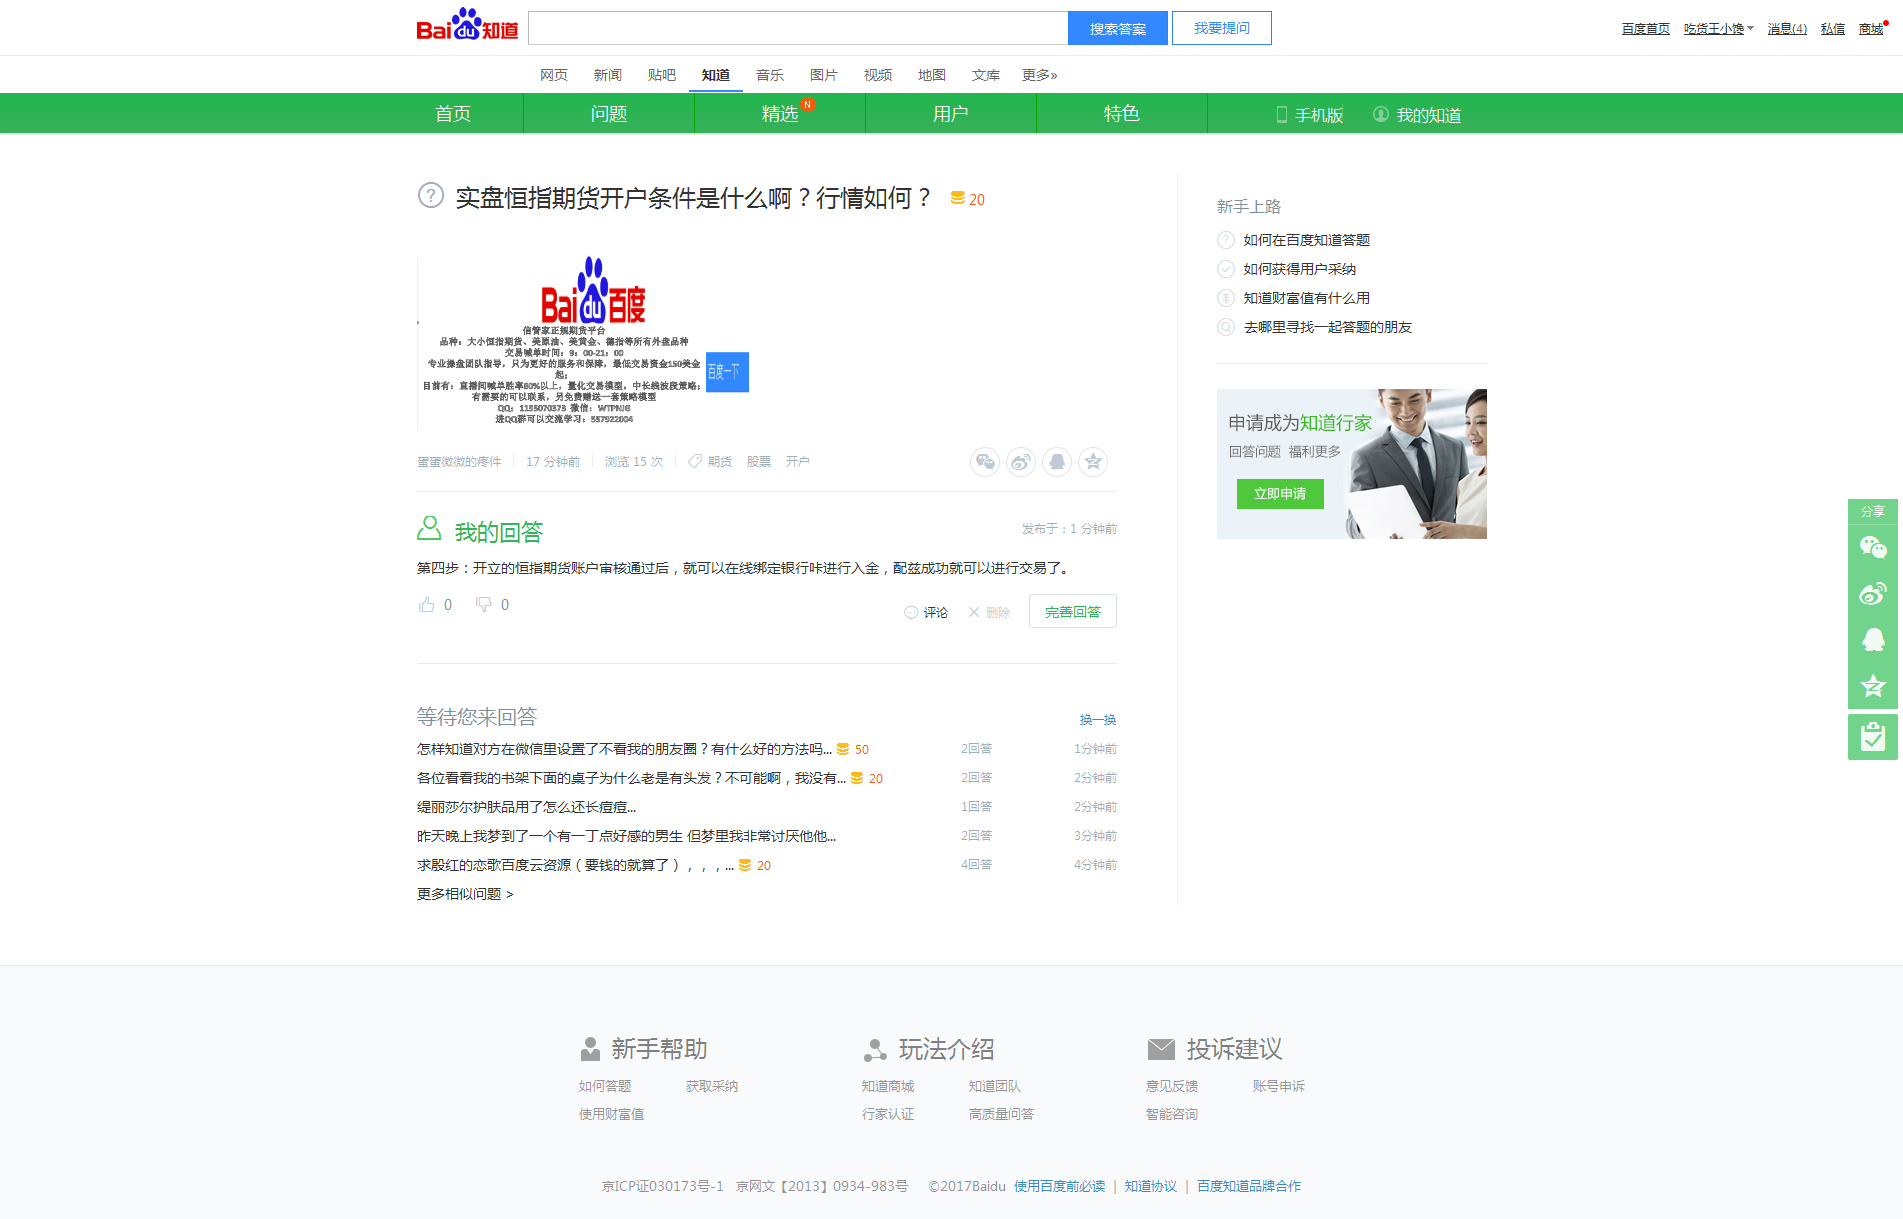 Bai du 知道
搜索答案
我要提问
百度首页 吃货王小馋 消息(4) 私信 商城
网页 新闻 贴吧 知道 音乐 图片 视频 地图 文库 更多»
首页 问题 精选 N 用户 特色 手机版 我的知道
实盘恒指期货开户条件是什么啊？行情如何？ 20
Bai du 百度
信管家正规期货平台
品种：大小恒指期货、美原油、美黄金、德指等所有外盘品种
交易喊单时间：9：00-21：00
专业操盘团队指导，只为更好的服务和保障，最低交易资金150美金
起；
目前有：直播间喊单胜率80%以上，量化交易模型，中长线波段策略；
有需要的可以联系，另免费赠送一套策略模型
QQ：1155070373 微信：
进QQ群可以交流学习：557922004
百度一下
蛋蛋微微的疼件 17 分钟前 浏览 15 次 期货 股票 开户
我的回答
发布于：1 分钟前
第四步：开立的恒指期货账户审核通过后，就可以在线绑定银行咔进行入金，配兹成功就可以进行交易了。
0 0
评论 删除 完善回答
等待您来回答 换一换
怎样知道对方在微信里设置了不看我的朋友圈？有什么好的方法吗... 50 2回答 1分钟前
各位看看我的书架下面的桌子为什么老是有头发？不可能啊，我没有... 20 2回答 2分钟前
缇丽莎尔护肤品用了怎么还长痘痘... 1回答 2分钟前
昨天晚上我梦到了一个有一丁点好感的男生 但梦里我非常讨厌他他... 2回答 3分钟前
求殷红的恋歌百度云资源（要钱的就算了），，，... 20 4回答 4分钟前
更多相似问题 >
新手上路
如何在百度知道答题
如何获得用户采纳
知道财富值有什么用
去哪里寻找一起答题的朋友
申请成为知道行家
回答问题 福利更多
立即申请
分享
新手帮助 玩法介绍 投诉建议
如何答题 获取采纳 知道商城 知道团队 意见反馈 账号申诉
使用财富值 行家认证 高质量问答 智能咨询
京ICP证030173号-1 京网文【2013】0934-983号 ©2017Baidu 使用百度前必读 | 知道协议 | 百度知道品牌合作